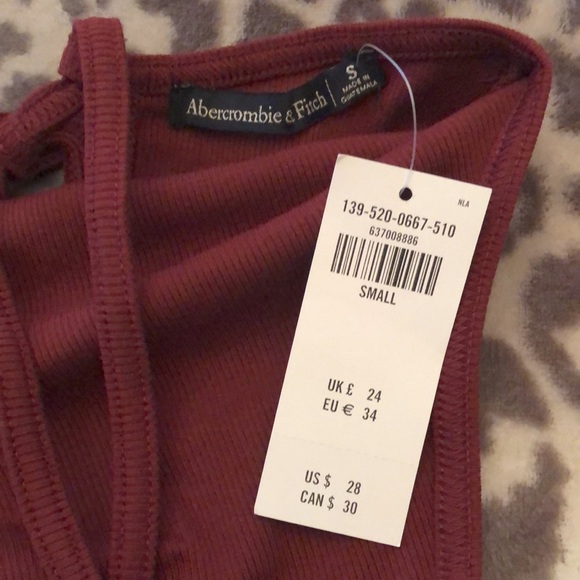 Abercrombie & Fitch
S
MADE IN
GUATEMALA
NLA
139-520-0667-510
637008886
SMALL
UK £ 24
EU € 34
US $ 28
CAN $ 30